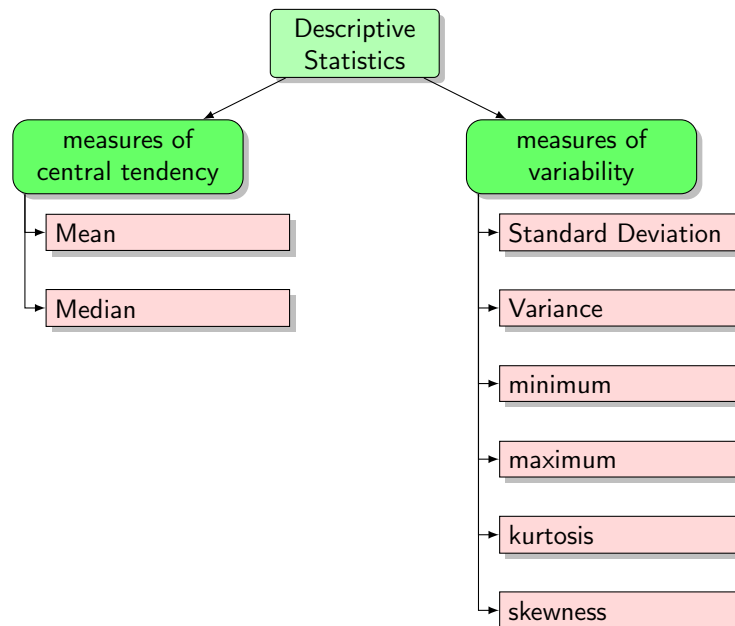 Descriptive
Statistics
measures of
central tendency
Mean
Median
measures of
variability
Standard Deviation
Variance
minimum
maximum
kurtosis
skewness